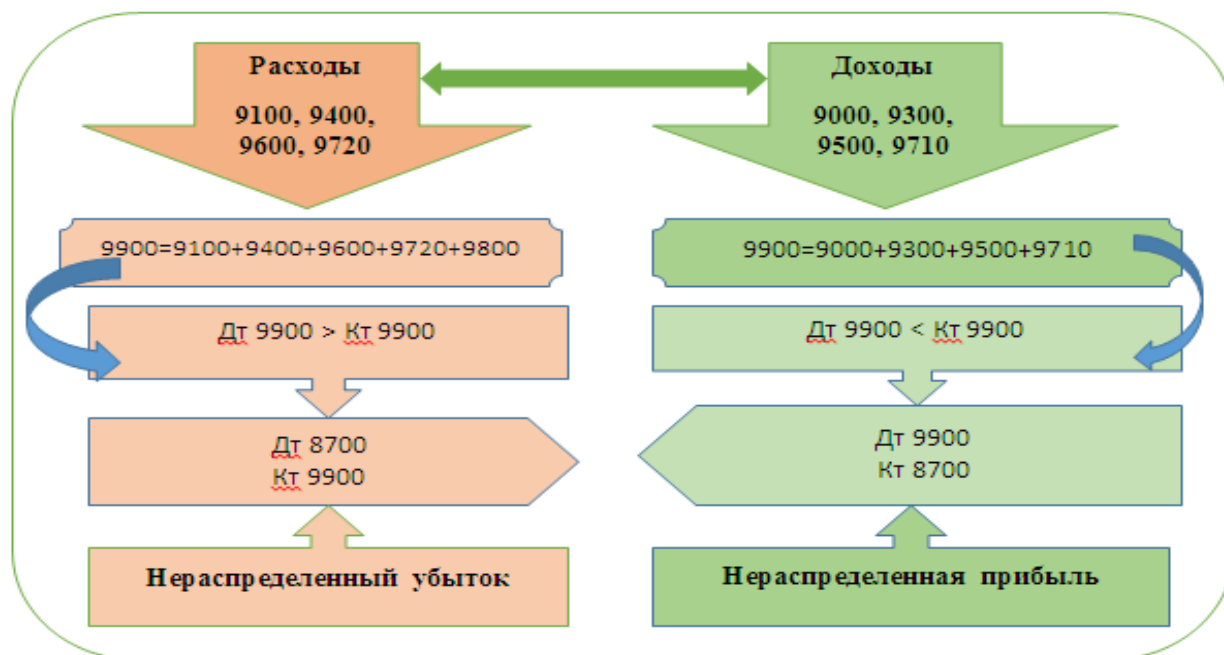 Расходы
9100, 9400,
9600, 9720
Доходы
9000, 9300,
9500, 9710
9900=9100+9400+9600+9720+9800
9900=9000+9300+9500+9710
Дт 9900 > Кт 9900
Дт 9900 < Кт 9900
Дт 8700
Кт 9900
Дт 9900
Кт 8700
Нераспределенный убыток
Нераспределенная прибыль